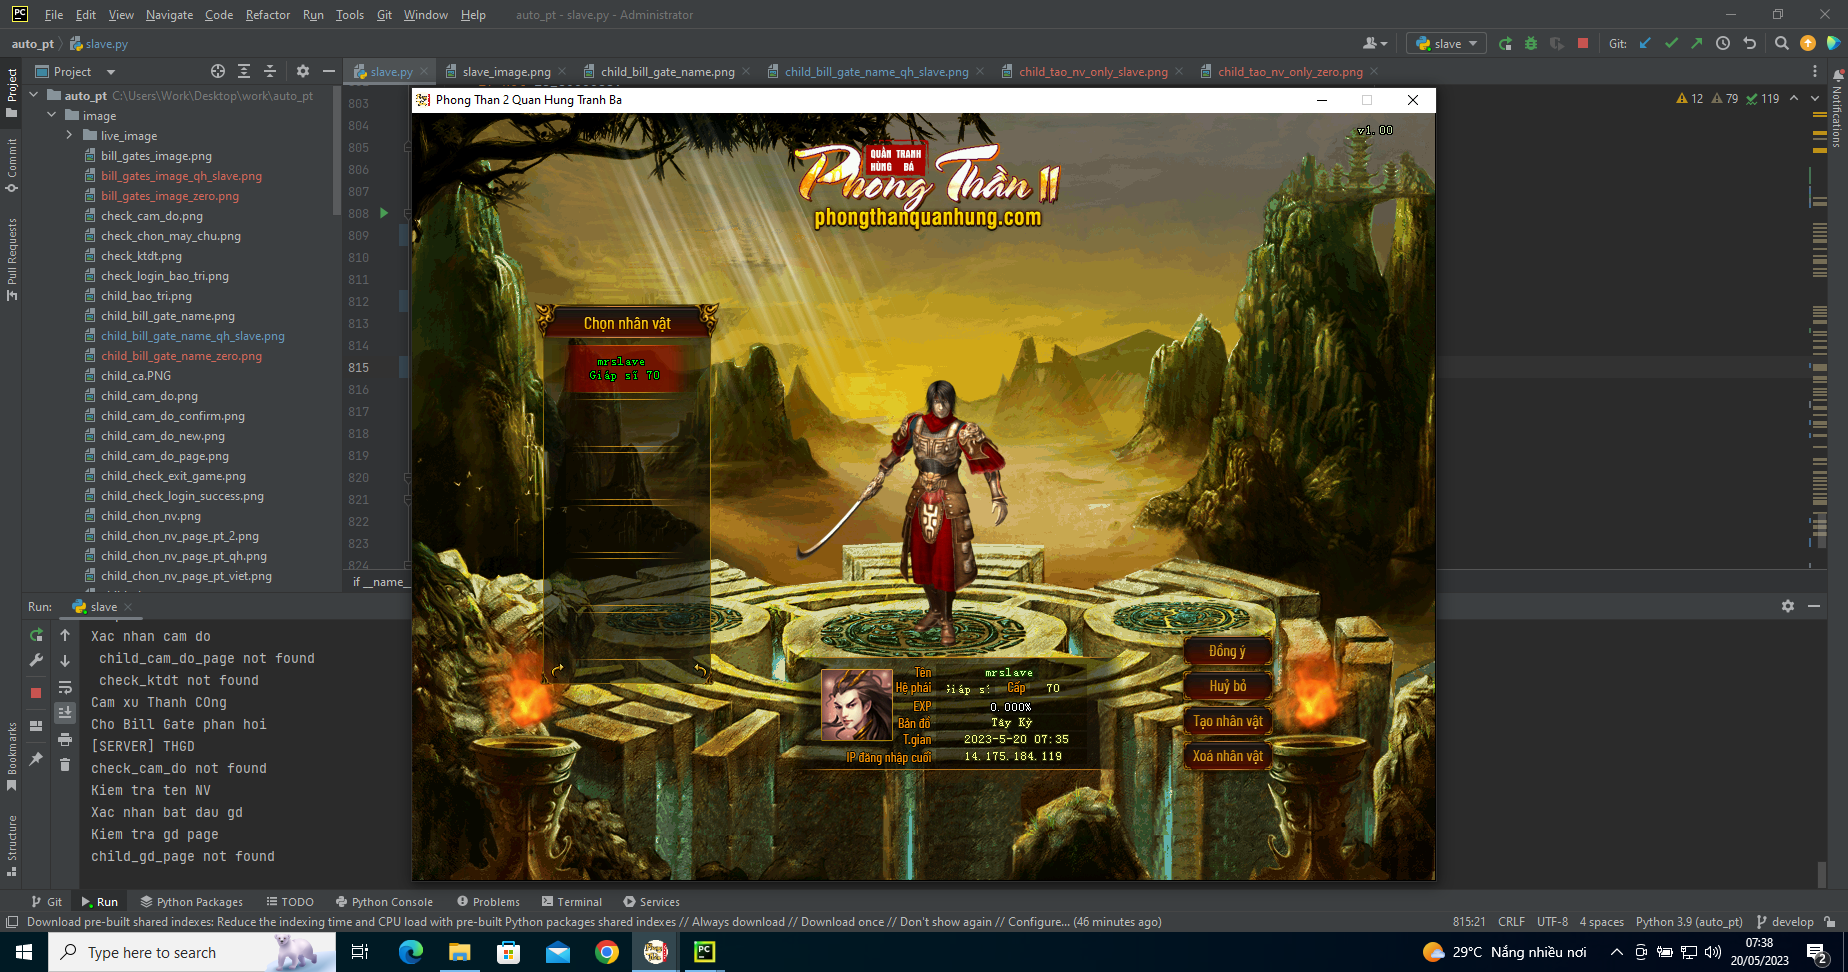 File Edit View Navigate Code Refactor Run Tools Git Window Help auto_pt - slave.py - Administrator
auto_pt slave.py
slave Git:
Project
slave.py slave_image.png child_bill_gate_name.png child_bill_gate_name_qh_slave.png child_tao_nv_only_slave.png child_tao_nv_only_zero.png
auto_pt C:\Users\Work\Desktop\work\auto_pt
image
live_image
bill_gates_image.png
bill_gates_image_qh_slave.png
bill_gates_image_zero.png
check_cam_do.png
check_chon_may_chu.png
check_ktdt.png
check_login_bao_tri.png
child_bao_tri.png
child_bill_gate_name.png
child_bill_gate_name_qh_slave.png
child_bill_gate_name_zero.png
child_ca.PNG
child_cam_do.png
child_cam_do_confirm.png
child_cam_do_new.png
child_cam_do_page.png
child_check_exit_game.png
child_check_login_success.png
child_chon_nv.png
child_chon_nv_page_pt_2.png
child_chon_nv_page_pt_qh.png
child_chon_nv_page_pt_viet.png
Project
Commit
Pull Requests
Bookmarks
Structure
Notifications
803
804
805
806
807
808
809
810
811
812
813
814
815
816
817
818
819
820
821
822
823
824
12 79 119
if __name_
Phong Than 2 Quan Hung Tranh Ba
v1.00
QUẦN TRANH
HÙNG BÁ
Phong Thần II
phongthanquanhung.com
Chọn nhân vật
mrslave
Giáp sĩ 70
Tên mrslave
Hệ phái Giáp s Cấp 70
EXP 0.000%
Bản đồ Tây Kỳ
T.gian 2023-5-20 07:35
IP đăng nhập cuối 14.175.184.119
Đồng ý
Huỷ bỏ
Tạo nhân vật
Xoá nhân vật
Run: slave
Xac nhan cam do
child_cam_do_page not found
check_ktdt not found
Cam xu Thanh COng
Cho Bill Gate phan hoi
[SERVER] THGD
check_cam_do not found
Kiem tra ten NV
Xac nhan bat dau gd
Kiem tra gd page
child_gd_page not found
Git Run Python Packages TODO Python Console Problems Terminal Services
Download pre-built shared indexes: Reduce the indexing time and CPU load with pre-built Python packages shared indexes // Always download // Download once // Don't show again // Configure... (46 minutes ago)
815:21 CRLF UTF-8 4 spaces Python 3.9 (auto_pt) develop
Type here to search
29°C Nắng nhiều nơi
07:38
20/05/2023
2